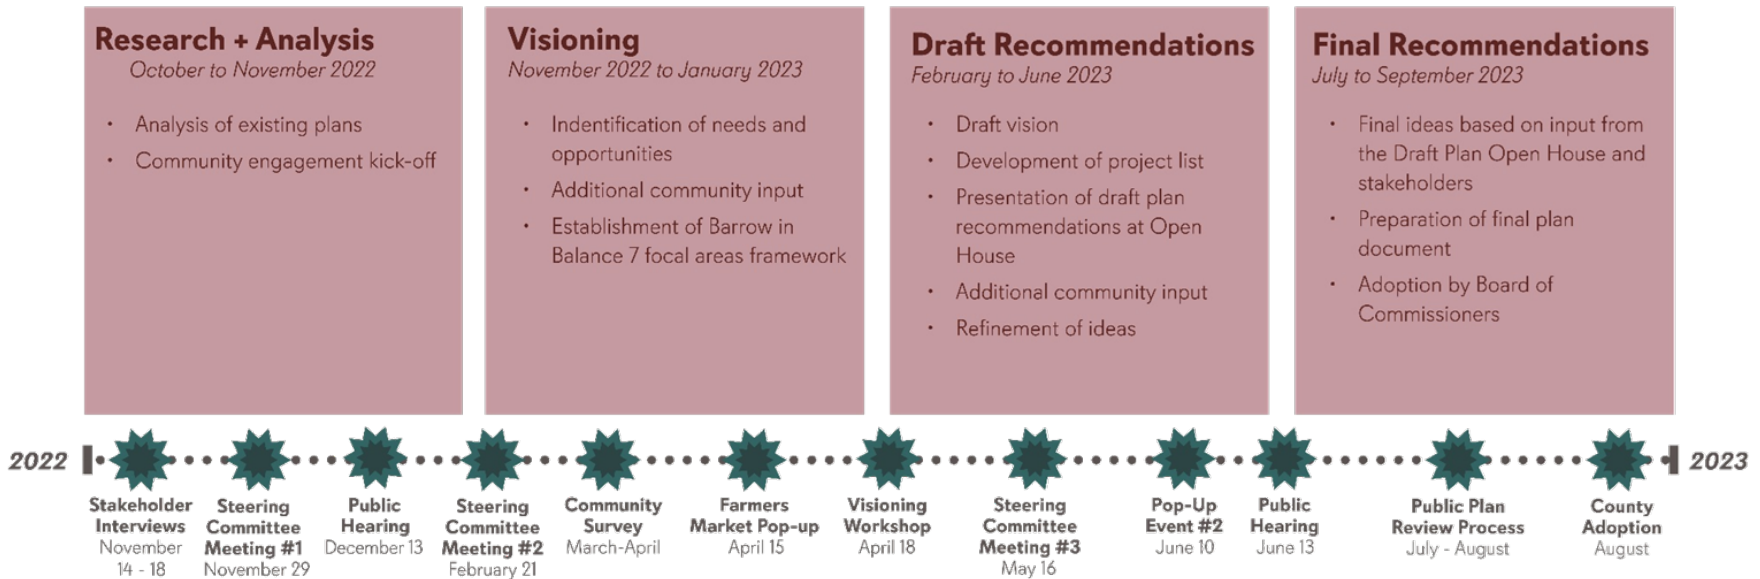 Research + Analysis
October to November 2022
• Analysis of existing plans
• Community engagement kick-off
Visioning
November 2022 to January 2023
• Indentification of needs and
opportunities
• Additional community input
• Establishment of Barrow in
Balance 7 focal areas framework
Draft Recommendations
February to June 2023
• Draft vision
• Development of project list
• Presentation of draft plan
recommendations at Open
House
• Additional community input
• Refinement of ideas
Final Recommendations
July to September 2023
• Final ideas based on input from
the Draft Plan Open House and
stakeholders
• Preparation of final plan
document
• Adoption by Board of
Commissioners
2022
Stakeholder
Interviews
November
14 - 18
Steering
Committee
Meeting #1
November 29
Public
Hearing
December 13
Steering
Committee
Meeting #2
February 21
Community
Survey
March-April
Farmers
Market Pop-up
April 15
Visioning
Workshop
April 18
Steering
Committee
Meeting #3
May 16
Pop-Up
Event #2
June 10
Public
Hearing
June 13
Public Plan
Review Process
July - August
County
Adoption
August
2023